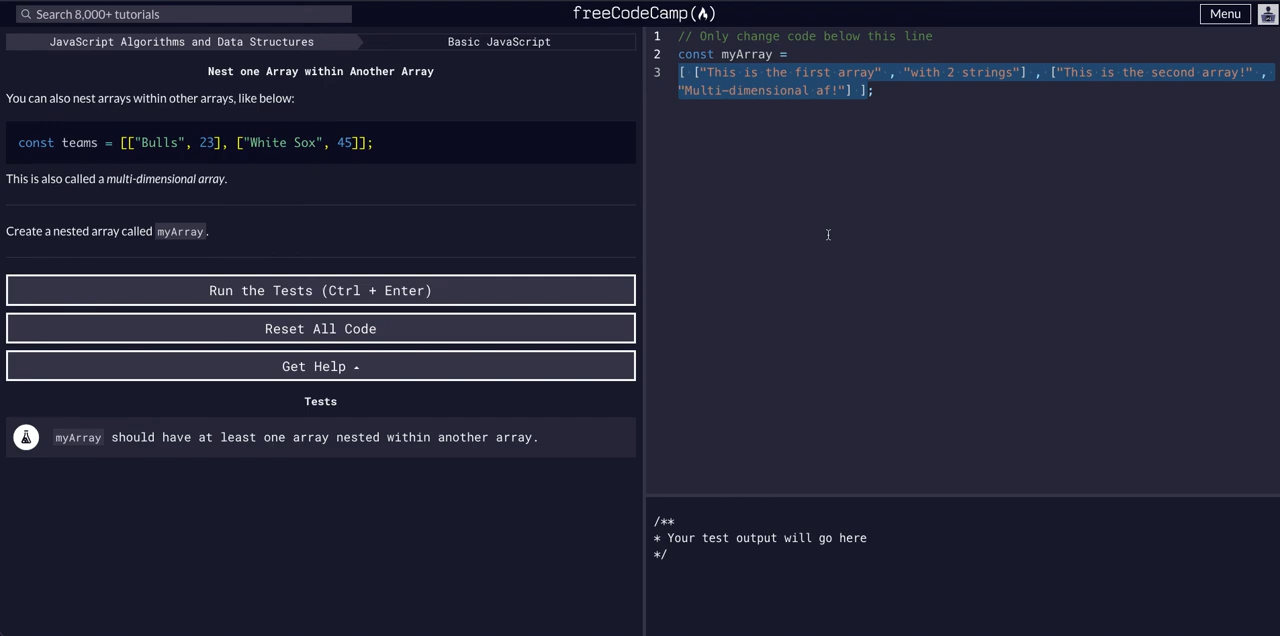 Search 8,000+ tutorials
freeCodeCamp
Menu
JavaScript Algorithms and Data Structures
Basic JavaScript
Nest one Array within Another Array
You can also nest arrays within other arrays, like below:
const teams = [["Bulls", 23], ["White Sox", 45]];
This is also called a multi-dimensional array.
Create a nested array called myArray.
Run the Tests (Ctrl + Enter)
Reset All Code
Get Help
Tests
myArray should have at least one array nested within another array.
1 // Only change code below this line
2 const myArray =
3 [ ["This is the first array" , "with 2 strings"] , ["This is the second array!" ,
"Multi-dimensional af!"] ];
/**
* Your test output will go here
*/